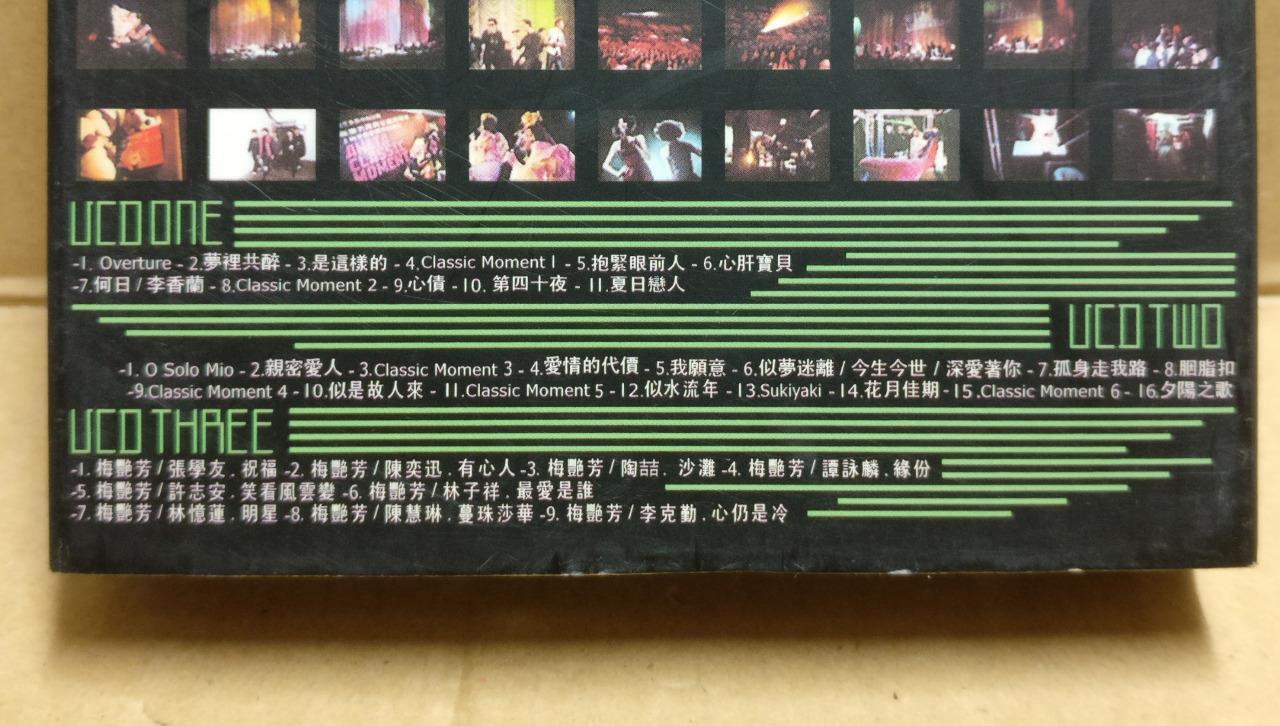 VCD ONE
-1. Overture - 2.夢裡共醉 - 3.是這樣的 - 4.Classic Moment 1 - 5.抱緊眼前人 - 6.心肝寶貝
-7.何日 / 李香蘭 - 8.Classic Moment 2 - 9.心債 - 10. 第四十夜 - 11.夏日戀人
VCD TWO
-1. O Solo Mio - 2.親密愛人 - 3.Classic Moment 3 - 4.愛情的代價 - 5.我願意 - 6.似夢迷離 / 今生今世 / 深愛著你 - 7.孤身走我路 - 8.胭脂扣
-9.Classic Moment 4 - 10.似是故人來 - 11.Classic Moment 5 - 12.似水流年 - 13.Sukiyaki - 14.花月佳期 - 15.Classic Moment 6 - 16.夕陽之歌
VCD THREE
-1. 梅艷芳 / 張學友 . 祝福 -2. 梅艷芳 / 陳奕迅 . 有心人 -3. 梅艷芳 / 陶喆 . 沙灘 -4. 梅艷芳 / 譚詠麟 . 緣份
-5. 梅艷芳 / 許志安 . 笑看風雲變 -6. 梅艷芳 / 林子祥 . 最愛是誰
-7. 梅艷芳 / 林憶蓮 . 明星 -8. 梅艷芳 / 陳慧琳 . 蔓珠莎華 -9. 梅艷芳 / 李克勤 . 心仍是冷